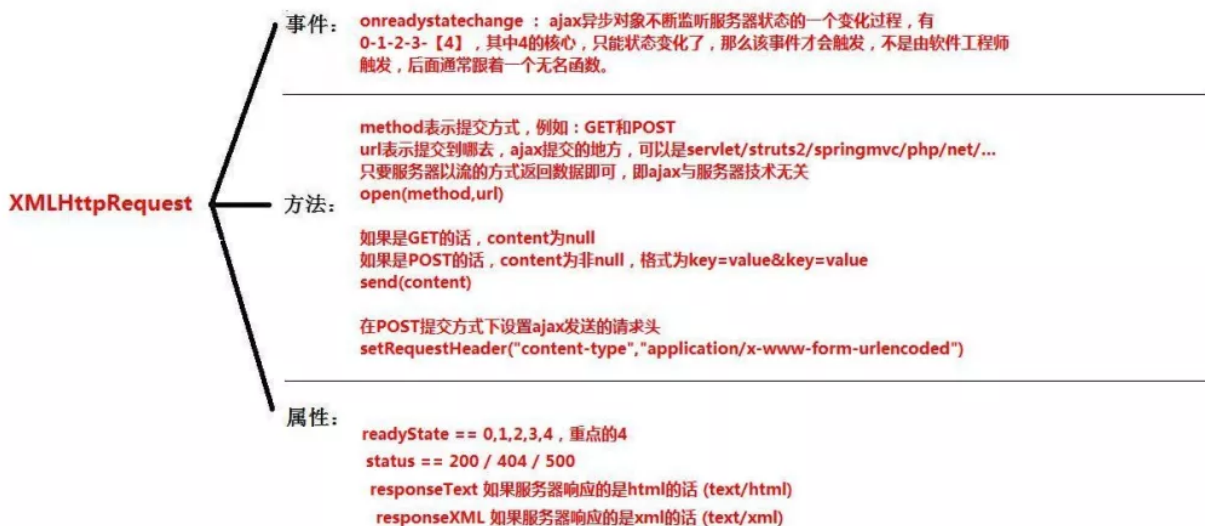 事件：
onreadystatechange ： ajax异步对象不断监听服务器状态的一个变化过程，有
0-1-2-3-【4】，其中4的核心，只能状态变化了，那么该事件才会触发，不是由软件工程师
触发，后面通常跟着一个无名函数。
method表示提交方式，例如：GET和POST
url表示提交到哪去，ajax提交的地方，可以是servlet/struts2/springmvc/php/net/...
只要服务器以流的方式返回数据即可，即ajax与服务器技术无关
XMLHttpRequest
方法：
open(method,url)
如果是GET的话，content为null
如果是POST的话，content为非null，格式为key=value&key=value
send(content)
在POST提交方式下设置ajax发送的请求头
setRequestHeader("content-type","application/x-www-form-urlencoded")
属性：
readyState == 0,1,2,3,4，重点的4
status == 200 / 404 / 500
responseText 如果服务器响应的是html的话 (text/html)
responseXML 如果服务器响应的是xml的话 (text/xml)